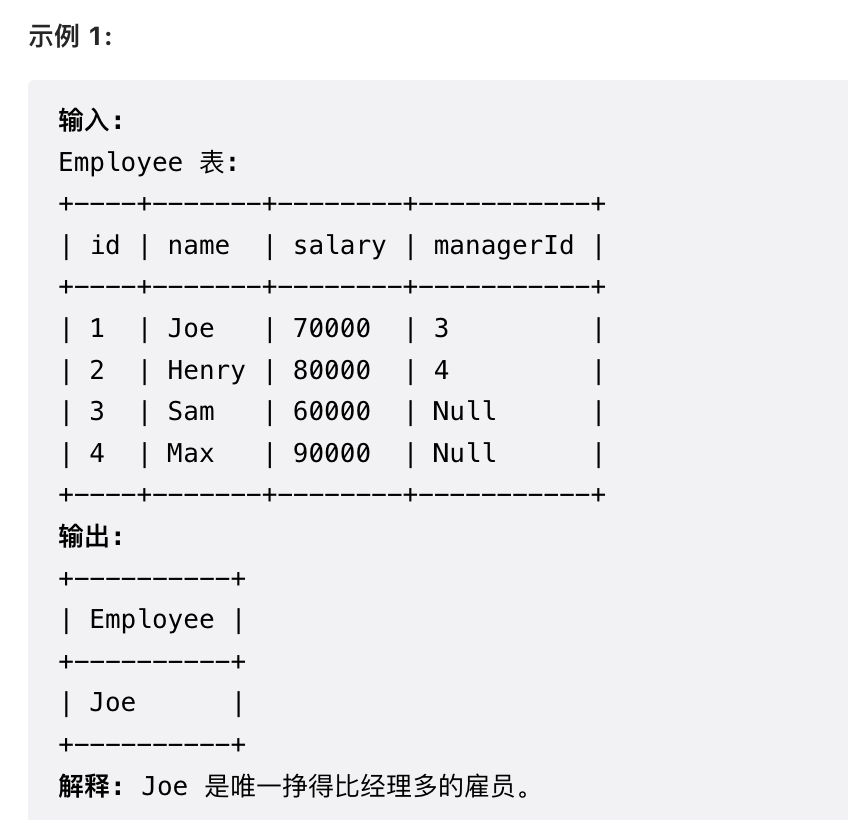 示例 1:
输入:
Employee 表:
+----+-------+--------+-----------+
| id | name  | salary | managerId |
+----+-------+--------+-----------+
| 1  | Joe   | 70000  | 3         |
| 2  | Henry | 80000  | 4         |
| 3  | Sam   | 60000  | Null      |
| 4  | Max   | 90000  | Null      |
+----+-------+--------+-----------+
输出:
+----------+
| Employee |
+----------+
| Joe      |
+----------+
解释: Joe 是唯一挣得比经理多的雇员。